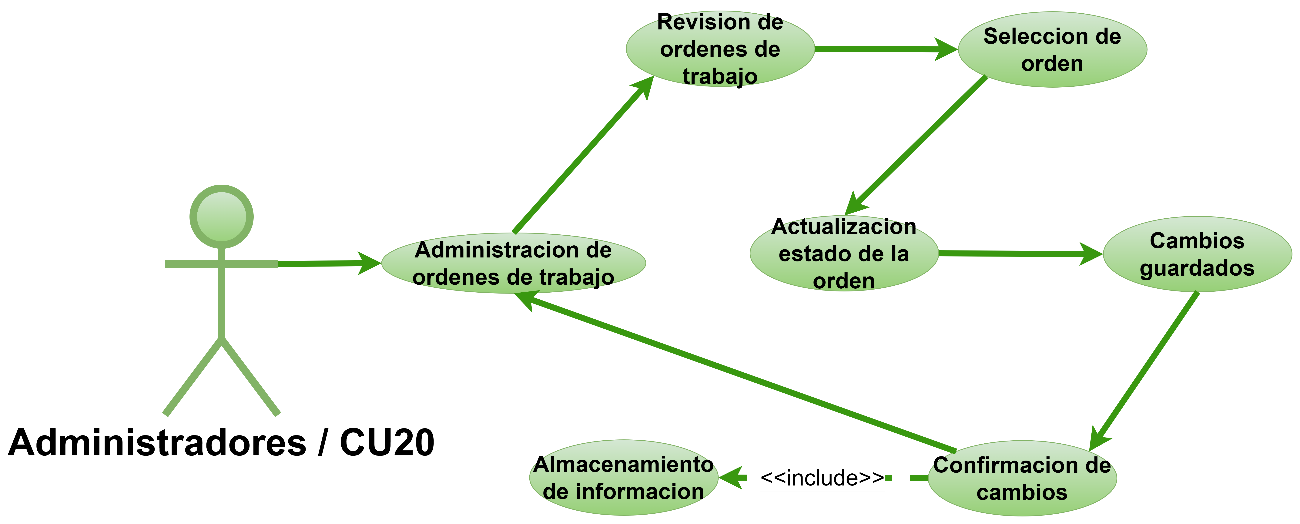 Revision de
ordenes de
trabajo
Seleccion de
orden
Administracion de
ordenes de trabajo
Actualizacion
estado de la
orden
Cambios
guardados
Administradores / CU20
Almacenamiento
de informacion
<<include>>
Confirmacion de
cambios